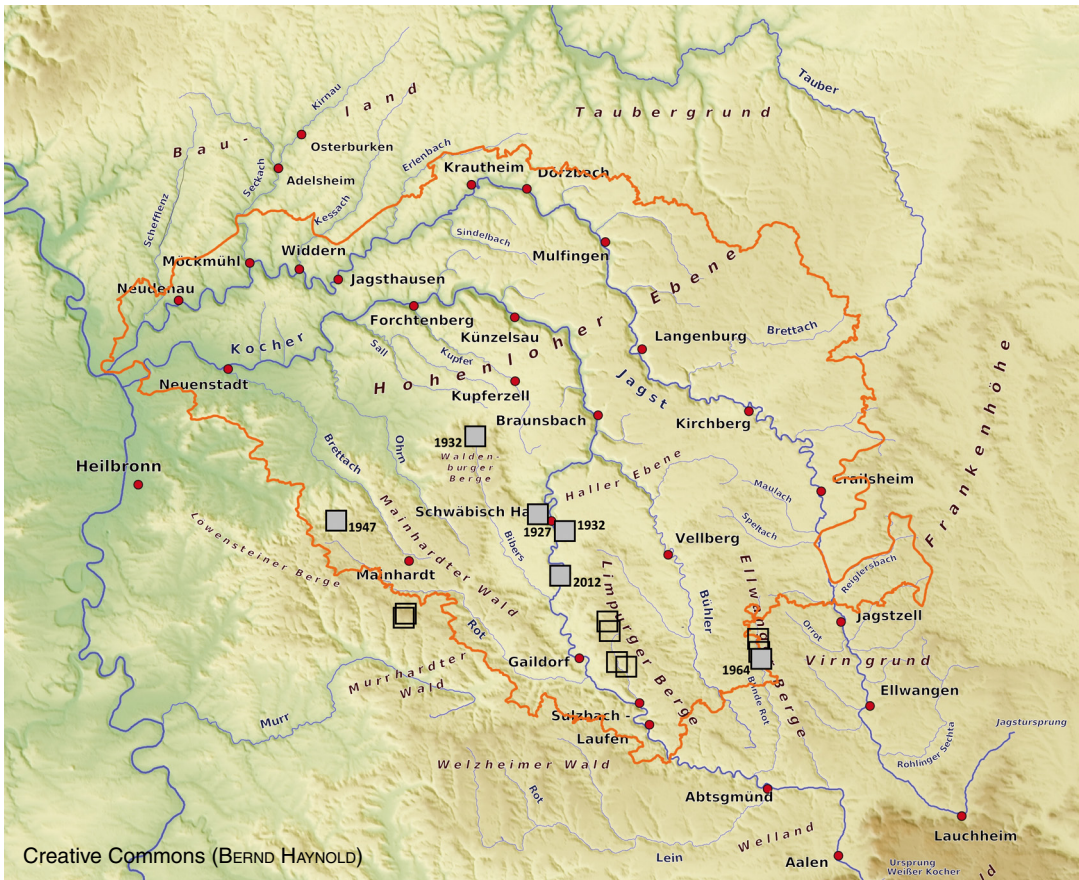 Tauber
Taubergrund
Kirnau
Bau-
land
Osterburken
Seckach
Adelsheim
Schefflenz
Erlenbach
Krautheim
Dörzbach
Kessach
Widdern
Sindelbach
Möckmühl
Jagsthausen
Mulfingen
Neudenau
Hohenloher Ebene
Forchtenberg
Künzelsau
Langenburg
Brettach
Kocher
Sall
Kupfer
Neuenstadt
Kupferzell
Jagst
Braunsbach
Kirchberg
Frankenhöhe
1932
Walden-
burger
Berge
Brettach
Ohrn
Heilbronn
Haller Ebene
Maulach
Crailsheim
Schwäbisch Ha
1927
1932
1947
Mainhardter Wald
Löwensteiner Berge
Bibers
Speltach
Vellberg
Mainhardt
2012
Limpurger Berge
Ellwanger Berge
Reiglersbach
Bühler
Rot
Jagstzell
Orrot
Gaildorf
1964
Virngrund
Murrhardter
Wald
Ellwangen
Blinde Rot
Murr
Sulzbach -
Laufen
Jagstursprung
Rohlinger Sechta
Welzheimer Wald
Rot
Abtsgmünd
Lauchheim
Welland
Lein
Aalen
Ursprung
Weißer Kocher
ld
Creative Commons (BERND HAYNOLD)